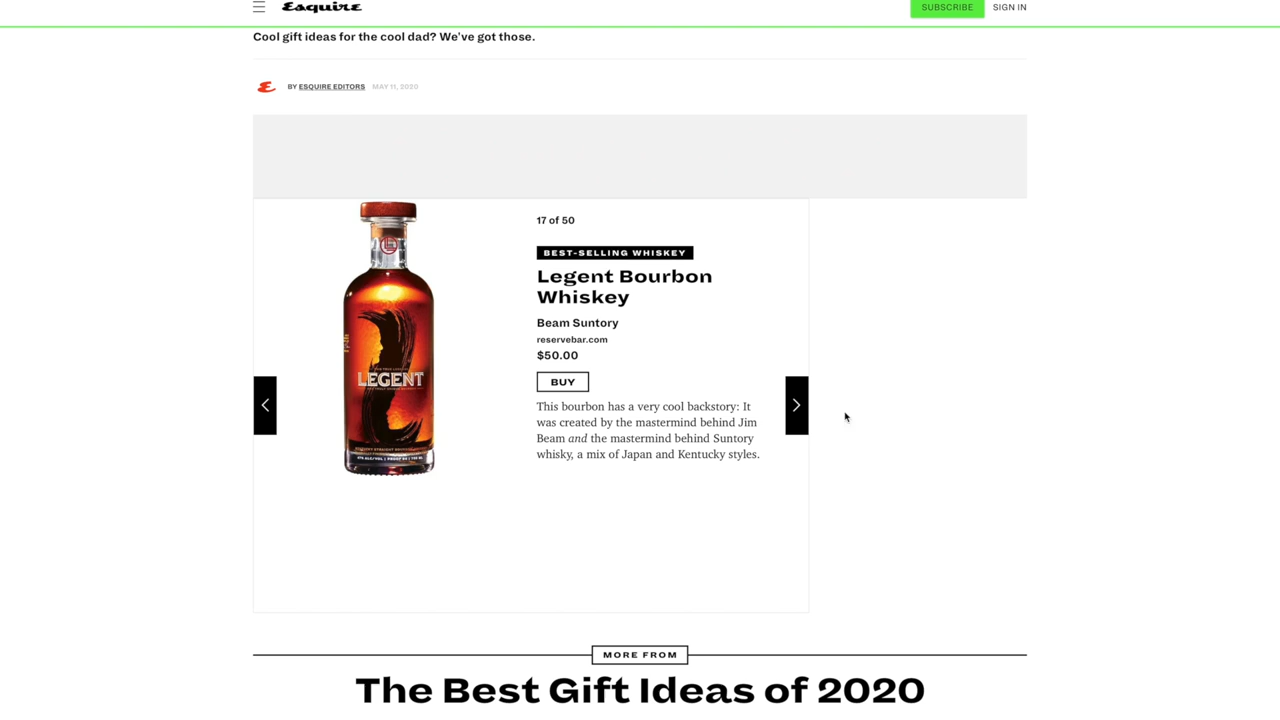 Esquire
SUBSCRIBE
SIGN IN
Cool gift ideas for the cool dad? We've got those.
BY ESQUIRE EDITORS MAY 11, 2020
17 of 50
BEST-SELLING WHISKEY
Legent Bourbon
Whiskey
Beam Suntory
reservebar.com
$50.00
BUY
This bourbon has a very cool backstory: It
was created by the mastermind behind Jim
Beam and the mastermind behind Suntory
whisky, a mix of Japan and Kentucky styles.
LEGENT
MORE FROM
The Best Gift Ideas of 2020